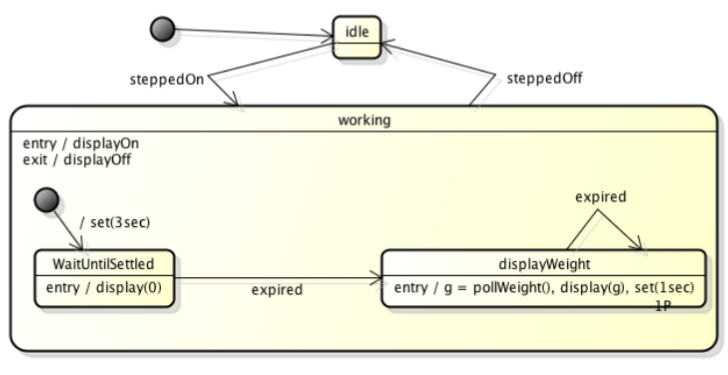 idle
steppedOn
steppedOff
working
entry / displayOn
exit / displayOff
/ set(3sec)
expired
WaitUntilSettled
displayWeight
entry / display(0)
entry / g = pollWeight(), display(g), set(1sec)
expired
1P